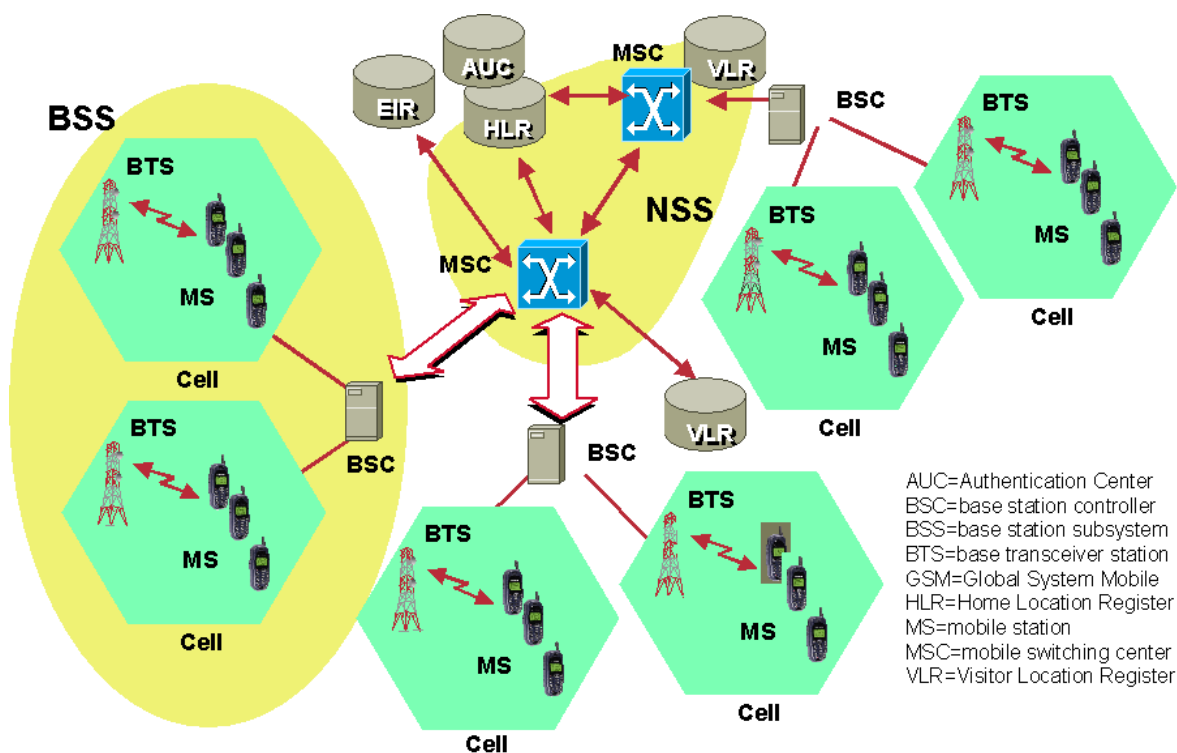 MSC
AUC
VLR
EIR
HLR
BSC
BTS
BSS
BTS
NSS
BTS
MS
MSC
MS
Cell
MS
Cell
Cell
VLR
BTS
BSC
BSC
MS
BTS
BTS
Cell
MS
MS
Cell
Cell
AUC=Authentication Center
BSC=base station controller
BSS=base station subsystem
BTS=base transceiver station
GSM=Global System Mobile
HLR=Home Location Register
MS=mobile station
MSC=mobile switching center
VLR=Visitor Location Register